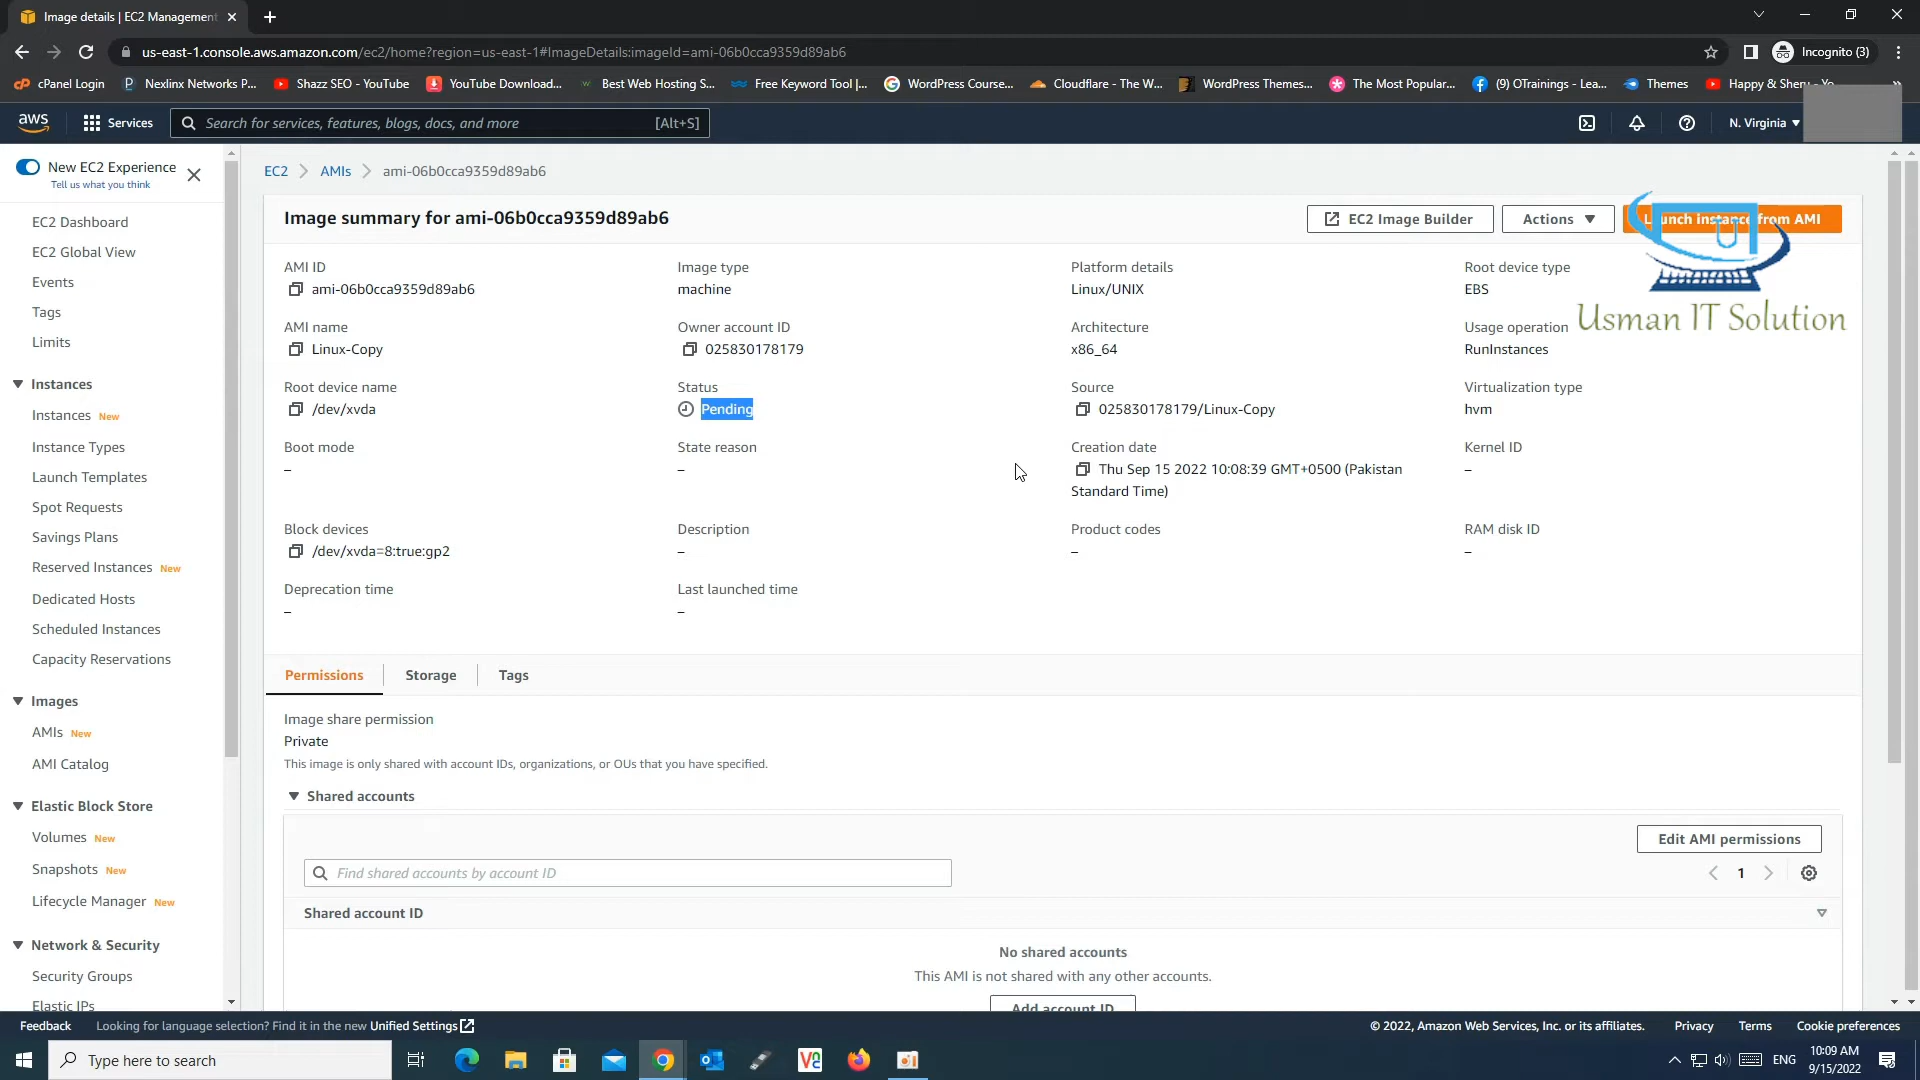 Image details | EC2 Management
us-east-1.console.aws.amazon.com/ec2/home?region=us-east-1#ImageDetails:imageId=ami-06b0cca9359d89ab6
Incognito (3)
cPanel Login
Nexlinx Networks P...
Shazz SEO - YouTube
YouTube Download...
Best Web Hosting S...
Free Keyword Tool |...
WordPress Course...
Cloudflare - The W...
WordPress Themes...
The Most Popular...
(9) OTrainings - Lea...
Themes
Happy & Sheru - Yo...
»
aws
Services
Search for services, features, blogs, docs, and more
[Alt+S]
N. Virginia
New EC2 Experience
Tell us what you think
EC2 Dashboard
EC2 Global View
Events
Tags
Limits
Instances
Instances New
Instance Types
Launch Templates
Spot Requests
Savings Plans
Reserved Instances New
Dedicated Hosts
Scheduled Instances
Capacity Reservations
Images
AMIs New
AMI Catalog
Elastic Block Store
Volumes New
Snapshots New
Lifecycle Manager New
Network & Security
Security Groups
Elastic IPs
EC2 > AMIs > ami-06b0cca9359d89ab6
Image summary for ami-06b0cca9359d89ab6
EC2 Image Builder
Actions
Launch instance from AMI
Usman IT Solution
AMI ID
ami-06b0cca9359d89ab6
Image type
machine
Platform details
Linux/UNIX
Root device type
EBS
AMI name
Linux-Copy
Owner account ID
025830178179
Architecture
x86_64
Usage operation
RunInstances
Root device name
/dev/xvda
Status
Pending
Source
025830178179/Linux-Copy
Virtualization type
hvm
Boot mode
–
State reason
–
Creation date
Thu Sep 15 2022 10:08:39 GMT+0500 (Pakistan
Standard Time)
Kernel ID
–
Block devices
/dev/xvda=8:true:gp2
Description
–
Product codes
–
RAM disk ID
–
Deprecation time
–
Last launched time
–
Permissions
Storage
Tags
Image share permission
Private
This image is only shared with account IDs, organizations, or OUs that you have specified.
Shared accounts
Edit AMI permissions
Find shared accounts by account ID
1
Shared account ID
No shared accounts
This AMI is not shared with any other accounts.
Add account ID
Feedback
Looking for language selection? Find it in the new Unified Settings
© 2022, Amazon Web Services, Inc. or its affiliates.
Privacy
Terms
Cookie preferences
Type here to search
ENG
10:09 AM
9/15/2022